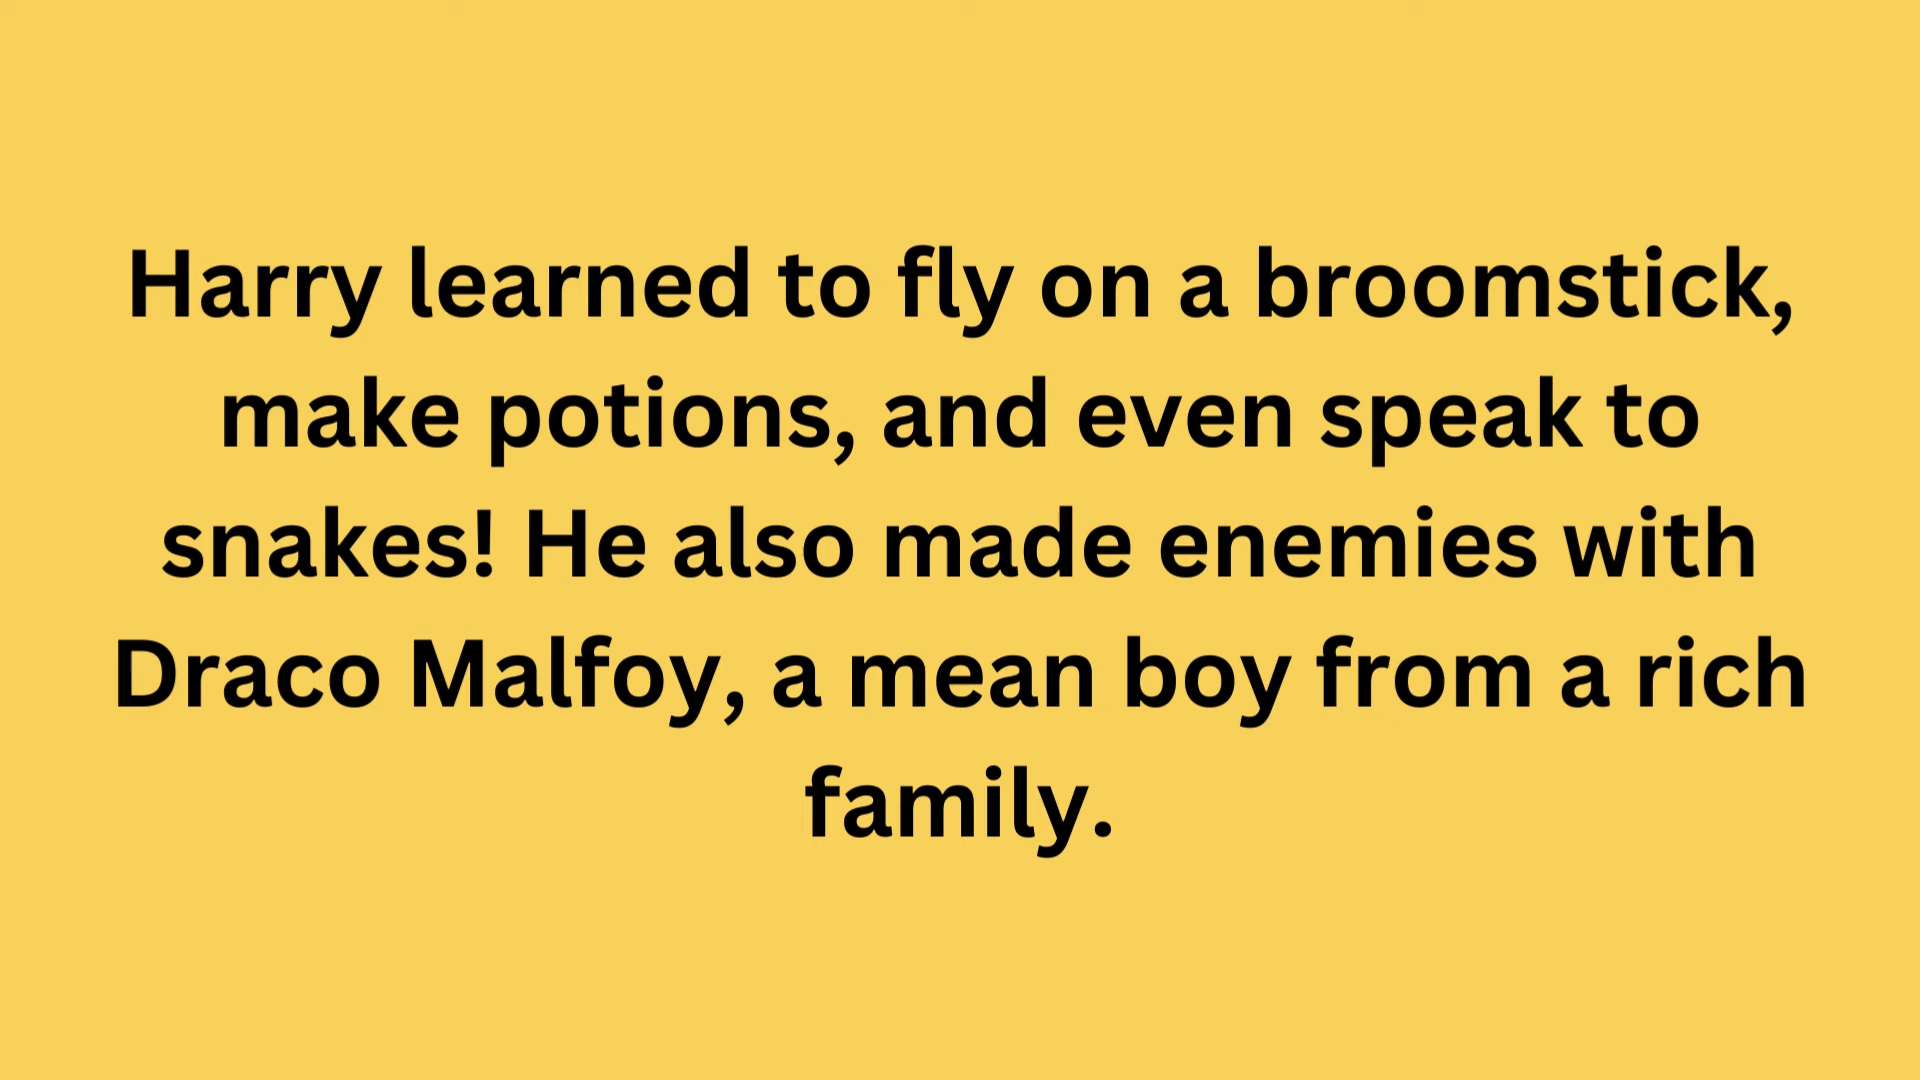 Harry learned to fly on a broomstick,
make potions, and even speak to
snakes! He also made enemies with
Draco Malfoy, a mean boy from a rich
family.